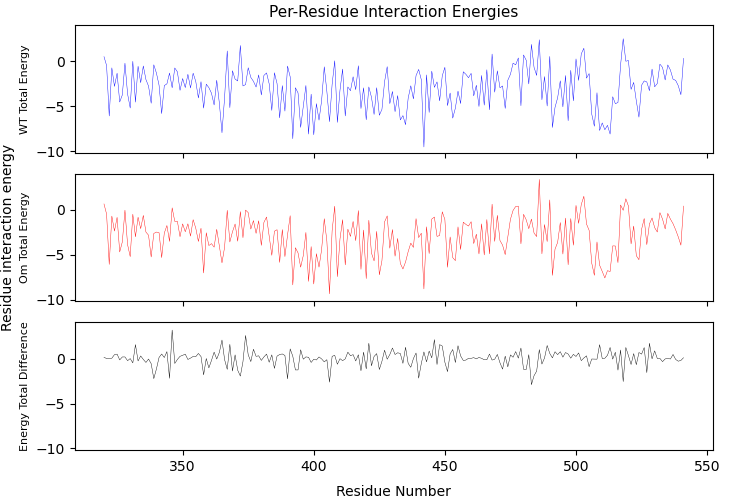 Per-Residue Interaction Energies
Residue interaction energy
WT Total Energy
0
−5
−10
Om Total Energy
0
−5
−10
Energy Total Difference
0
−5
−10
350 400 450 500 550
Residue Number